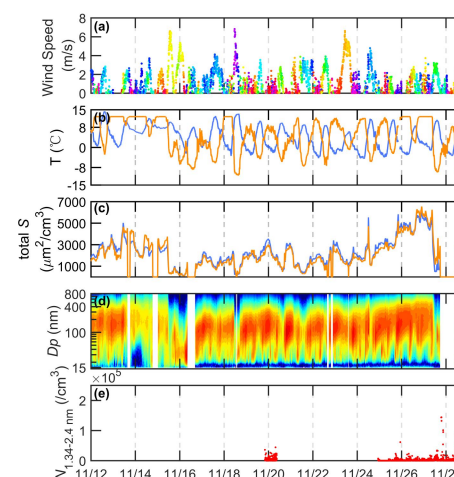 (a)
Wind Speed
(m/s)
8
6
4
2
0
(b)
T (℃)
15
8
0
-8
-15
(c)
total S
(μm²/cm³)
7000
5000
3000
1000
(d)
Dp (nm)
800
400
100
15
×10⁵
(e)
N1.34-2.4 nm (/cm³)
2
1
0
11/12 11/14 11/16 11/18 11/20 11/22 11/24 11/26